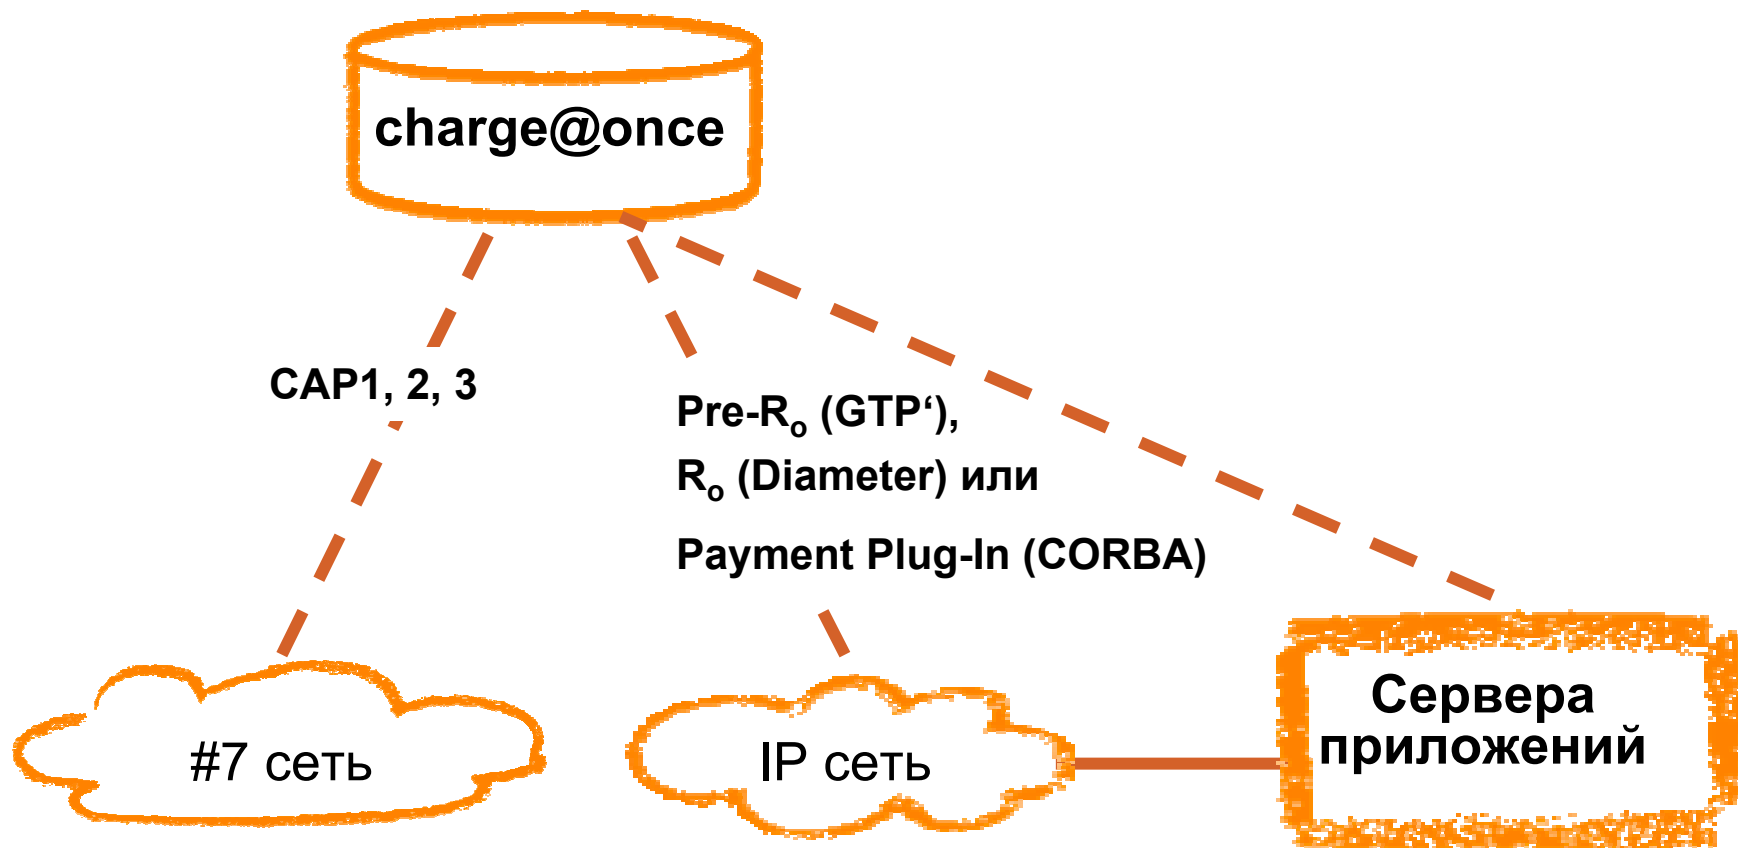 charge@once
CAP1, 2, 3
Pre-Ro (GTP‘),
Ro (Diameter) или
Payment Plug-In (CORBA)
#7 сеть
IP сеть
Сервера
приложений